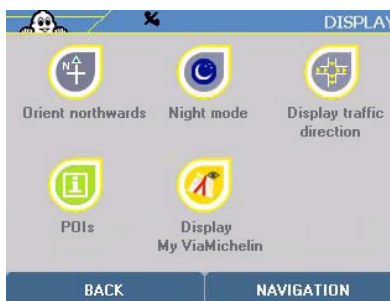 DISPLAY
N
Orient northwards
Night mode
Display traffic
direction
POIs
Display
My ViaMichelin
BACK
NAVIGATION